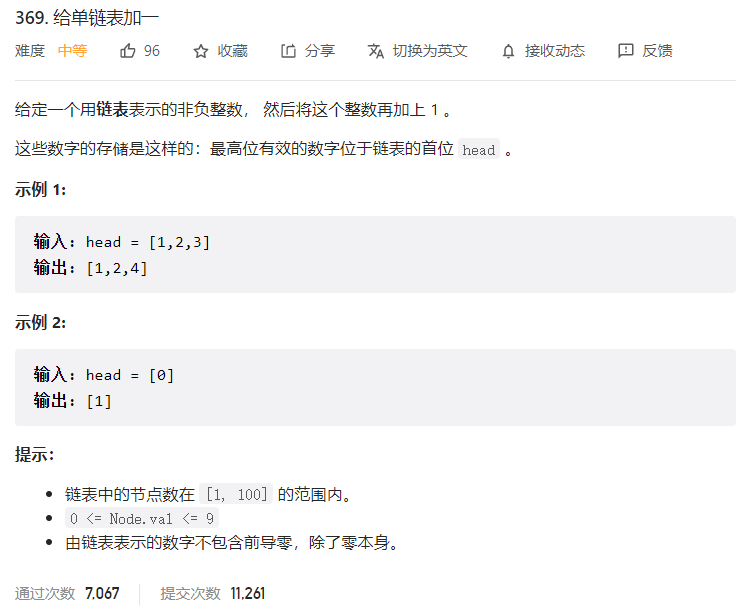 369. 给单链表加一
难度 中等 96 收藏 分享 切换为英文 接收动态 反馈
给定一个用链表表示的非负整数， 然后将这个整数再加上 1 。
这些数字的存储是这样的：最高位有效的数字位于链表的首位 head 。
示例 1:
输入：head = [1,2,3]
输出：[1,2,4]
示例 2:
输入：head = [0]
输出：[1]
提示：
• 链表中的节点数在 [1, 100] 的范围内。
• 0 <= Node.val <= 9
• 由链表表示的数字不包含前导零，除了零本身。
通过次数 7,067 提交次数 11,261